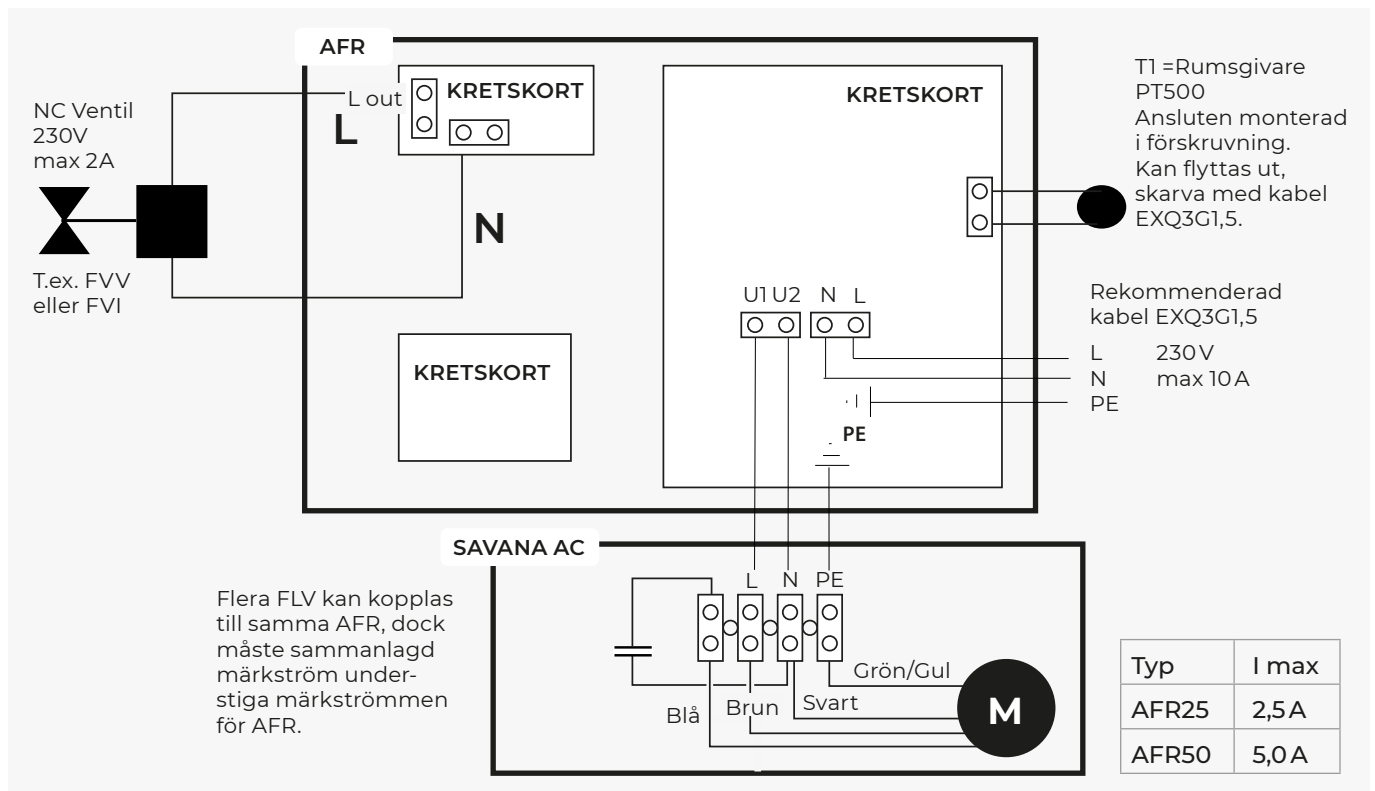 AFR
NC Ventil
230V
max 2A
T.ex. FVV
eller FVI
L out
L
N
KRETSKORT
KRETSKORT
KRETSKORT
T1 =Rumsgivare
PT500
Ansluten monterad
i förskruvning.
Kan flyttas ut,
skarva med kabel
EXQ3G1,5.
U1 U2 N L
Rekommenderad
kabel EXQ3G1,5
L 230 V
N max 10 A
PE
PE
SAVANA AC
L N PE
Flera FLV kan kopplas
till samma AFR, dock
måste sammanlagd
märkström under-
stiga märkströmmen
för AFR.
Grön/Gul
Svart
Brun
Blå
M
Typ I max
AFR25 2,5 A
AFR50 5,0 A